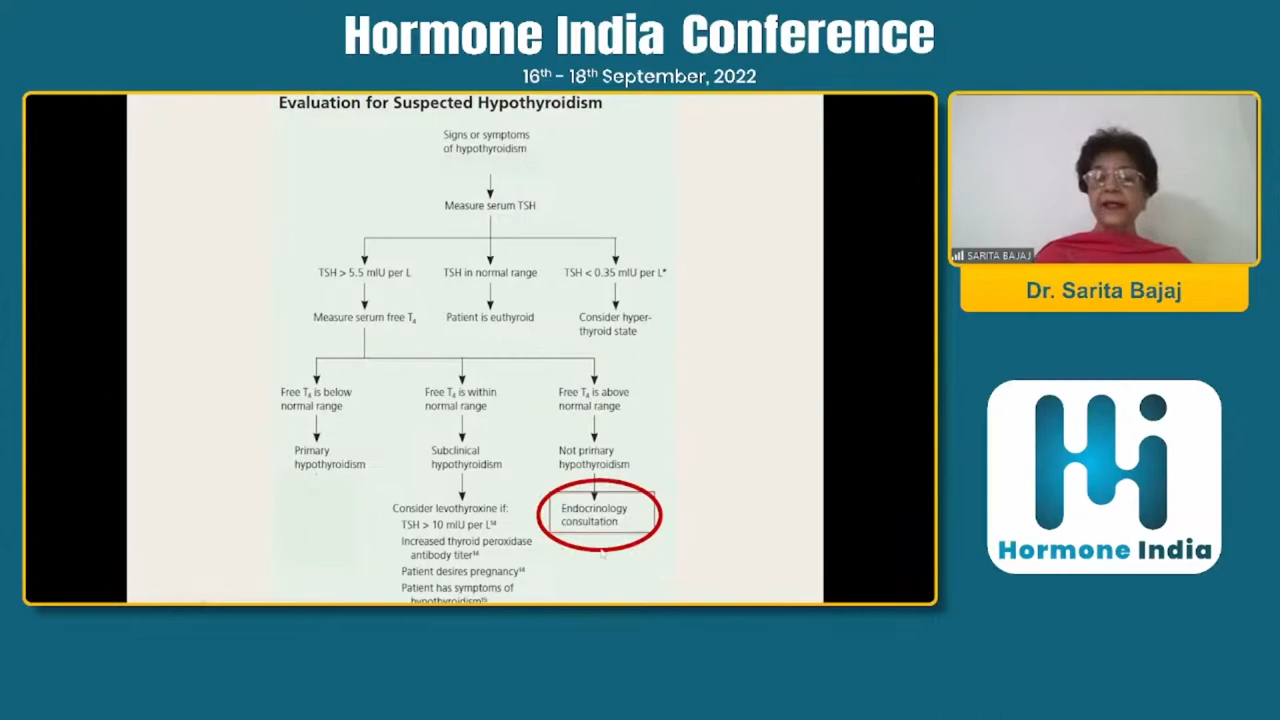 Hormone India Conference
16th - 18th September, 2022
Evaluation for Suspected Hypothyroidism
Signs or symptoms
of hypothyroidism
Measure serum TSH
TSH > 5.5 mIU per L
TSH in normal range
TSH < 0.35 mIU per L*
Measure serum free T4
Patient is euthyroid
Consider hyper-
thyroid state
Free T4 is below
normal range
Free T4 is within
normal range
Free T4 is above
normal range
Primary
hypothyroidism
Subclinical
hypothyroidism
Not primary
hypothyroidism
Consider levothyroxine if:
TSH > 10 mIU per L14
Increased thyroid peroxidase
antibody titer14
Patient desires pregnancy14
Patient has symptoms of
hypothyroidism15
Endocrinology
consultation
SARITA BAJAJ
Dr. Sarita Bajaj
Hormone India